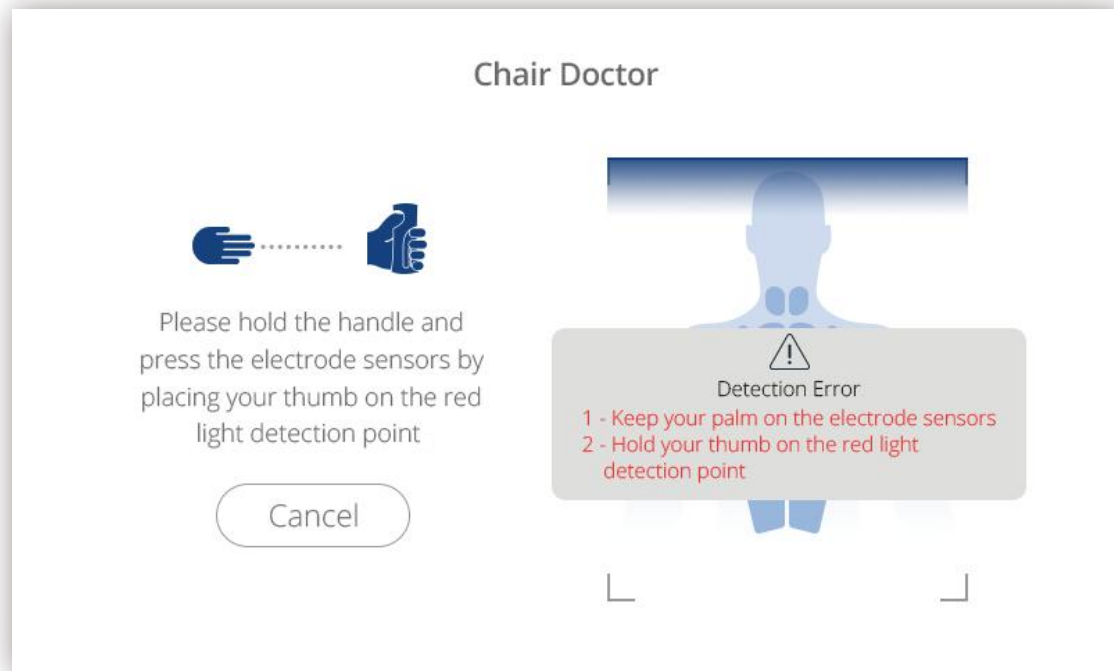 Chair Doctor
Please hold the handle and
press the electrode sensors by
placing your thumb on the red
light detection point
Cancel
Detection Error
1 - Keep your palm on the electrode sensors
2 - Hold your thumb on the red light
detection point